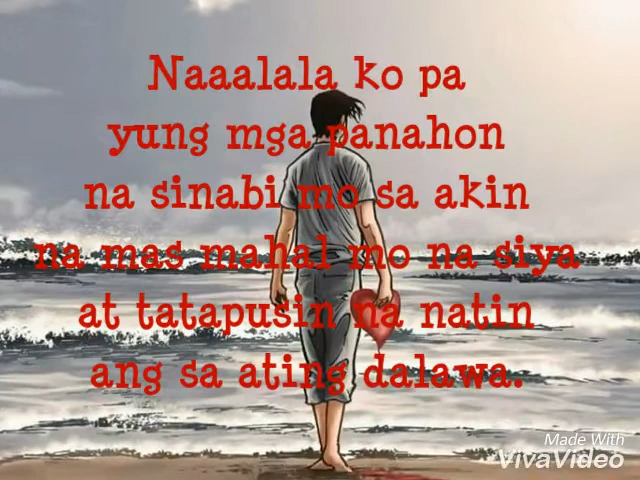 Naaalala ko pa
yung mga panahon
na sinabi mo sa akin
na mas mahal mo na siya
at tatapusin na natin
ang sa ating dalawa.
Made With
VivaVideo